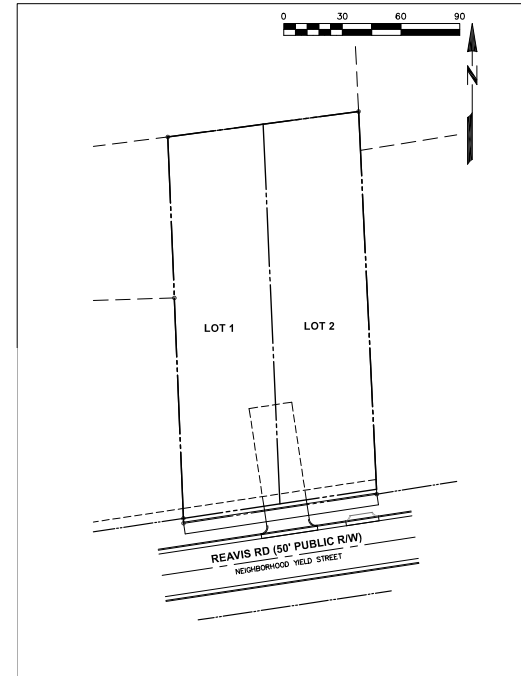 0 30 60 90
N
LOT 1 LOT 2
REAVIS RD (50' PUBLIC R/W)
NEIGHBORHOOD YIELD STREET